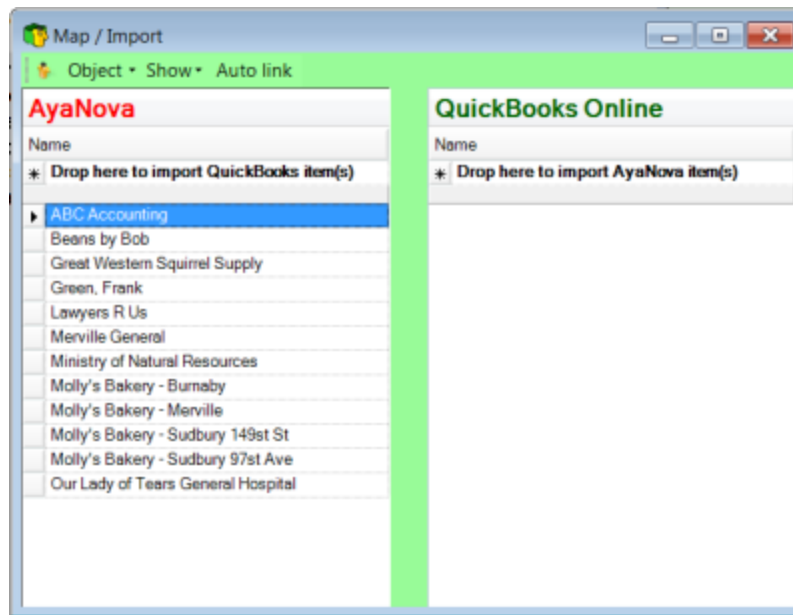 Map / Import
Object Show Auto link
AyaNova
Name
Drop here to import QuickBooks item(s)
ABC Accounting
Beans by Bob
Great Western Squirrel Supply
Green, Frank
Lawyers R Us
Merville General
Ministry of Natural Resources
Molly's Bakery - Burnaby
Molly's Bakery - Merville
Molly's Bakery - Sudbury 149st St
Molly's Bakery - Sudbury 97st Ave
Our Lady of Tears General Hospital
QuickBooks Online
Name
Drop here to import AyaNova item(s)